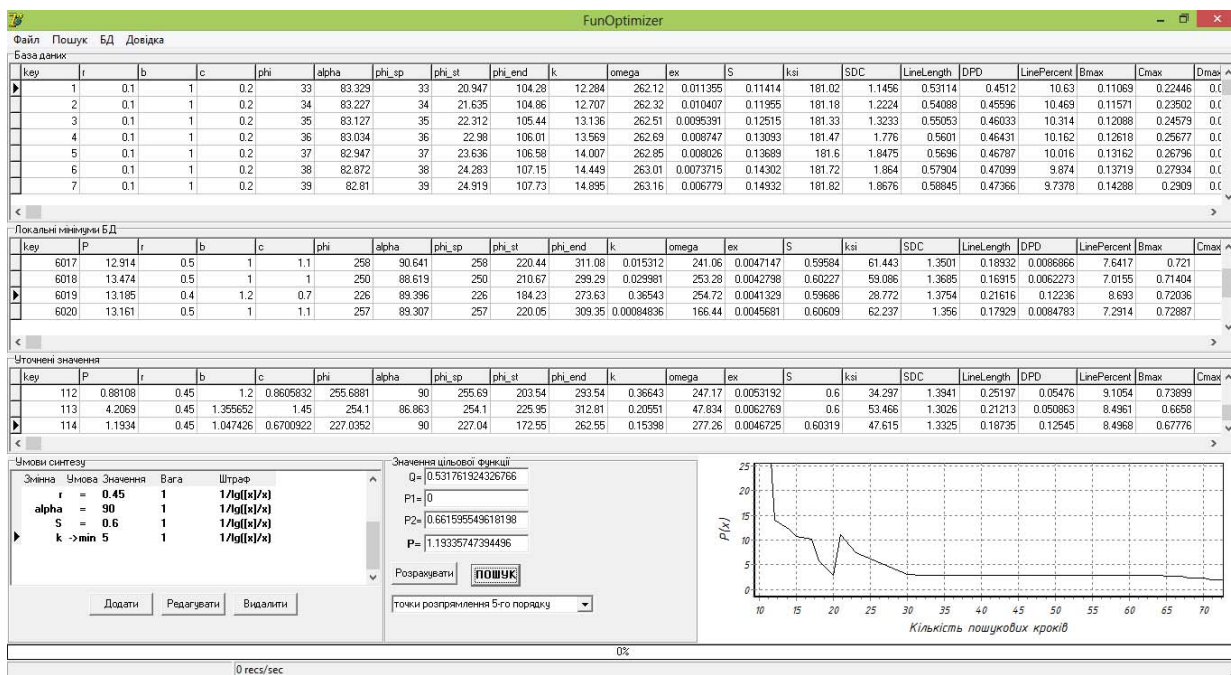 FunOptimizer
Файл Пошук БД Довідка
База даних
key r b c phi alpha phi_sp phi_st phi_end k omega ex S ksi SDC LineLength DPD LinePercent Bmax Cmax Dmax
1 0.1 1 0.2 33 83.329 33 20.947 104.28 12.284 262.12 0.011355 0.11414 181.02 1.1456 0.53114 0.4512 10.63 0.11069 0.22446 0.0
2 0.1 1 0.2 34 83.227 34 21.635 104.86 12.707 262.32 0.010407 0.11955 181.18 1.2224 0.54088 0.45596 10.469 0.11571 0.23502 0.0
3 0.1 1 0.2 35 83.127 35 22.312 105.44 13.136 262.51 0.0095391 0.12515 181.33 1.3233 0.55053 0.46033 10.314 0.12088 0.24579 0.0
4 0.1 1 0.2 36 83.034 36 22.98 106.01 13.569 262.69 0.008747 0.13093 181.47 1.776 0.5601 0.46431 10.162 0.12618 0.25677 0.0
5 0.1 1 0.2 37 82.947 37 23.636 106.58 14.007 262.85 0.008026 0.13689 181.6 1.8475 0.5696 0.46787 10.016 0.13162 0.26796 0.0
6 0.1 1 0.2 38 82.872 38 24.283 107.15 14.449 263.01 0.0073715 0.14302 181.72 1.864 0.57904 0.47099 9.874 0.13719 0.27934 0.0
7 0.1 1 0.2 39 82.81 39 24.919 107.73 14.895 263.16 0.006779 0.14932 181.82 1.8676 0.58845 0.47366 9.7378 0.14288 0.2909 0.0
Локальні мінімуми БД
key P r b c phi alpha phi_sp phi_st phi_end k omega ex S ksi SDC LineLength DPD LinePercent Bmax Cmax
6017 12.914 0.5 1 1.1 258 90.641 258 220.44 311.08 0.015312 241.06 0.0047147 0.59584 61.443 1.3501 0.18932 0.0086866 7.6417 0.721
6018 13.474 0.5 1 1 250 88.619 250 210.67 299.29 0.029981 253.28 0.0042798 0.60227 59.086 1.3685 0.16915 0.0062273 7.0155 0.71404
6019 13.185 0.4 1.2 0.7 226 89.396 226 184.23 273.63 0.36543 254.72 0.0041329 0.59686 28.772 1.3754 0.21616 0.12236 8.693 0.72036
6020 13.161 0.5 1 1.1 257 89.307 257 220.05 309.35 0.00084836 166.44 0.0045681 0.60609 62.237 1.356 0.17929 0.0084783 7.2914 0.72887
Уточнені значення
key P r b c phi alpha phi_sp phi_st phi_end k omega ex S ksi SDC LineLength DPD LinePercent Bmax Cmax
112 0.88108 0.45 1.2 0.8605832 255.6881 90 255.69 203.54 293.54 0.36643 247.17 0.0053192 0.6 34.297 1.3941 0.25197 0.05476 9.1054 0.73899
113 4.2069 0.45 1.355652 1.45 254.1 86.863 254.1 225.95 312.81 0.20551 47.834 0.0062769 0.6 53.466 1.3026 0.21213 0.050863 8.4961 0.6658
114 1.1934 0.45 1.047426 0.6700922 227.0352 90 227.04 172.55 262.55 0.15398 277.26 0.0046725 0.60319 47.615 1.3325 0.18735 0.12545 8.4968 0.67776
Умови синтезу
Змінна Умова Значення Вага Штраф
r = 0.45 1 1/lg([x]/x)
alpha = 90 1 1/lg([x]/x)
S = 0.6 1 1/lg([x]/x)
k ->min 5 1 1/lg([x]/x)
Додати Редагувати Видалити
Значення цільової функції
Q= 0.531761924326766
P1= 0
P2= 0.661595549618198
P= 1.19335747394496
Розрахувати ПОШУК
точки розпрямлення 5-го порядку
P(x)
25
20
15
10
5
0
10 15 20 25 30 35 40 45 50 55 60 65 70
Кількість пошукових кроків
0%
0 recs/sec